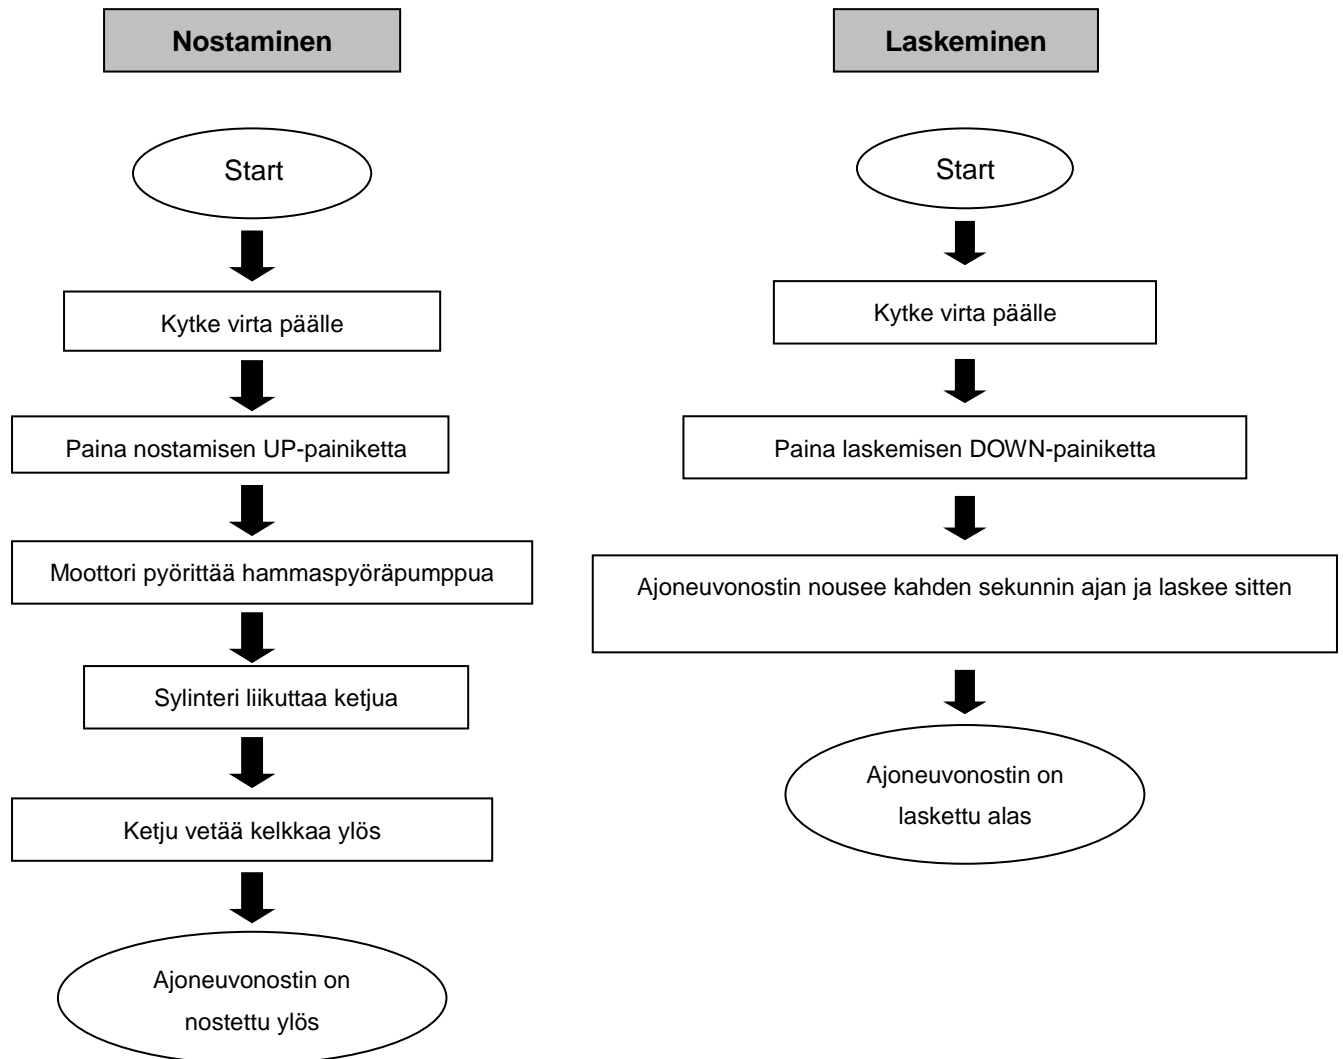 Nostaminen
Start
Kytke virta päälle
Paina nostamisen UP-painiketta
Moottori pyörittää hammaspyöräpumppua
Sylinteri liikuttaa ketjua
Ketju vetää kelkkaa ylös
Ajoneuvonostin on
nostettu ylös
Laskeminen
Start
Kytke virta päälle
Paina laskemisen DOWN-painiketta
Ajoneuvonostin nousee kahden sekunnin ajan ja laskee sitten
Ajoneuvonostin on
laskettu alas